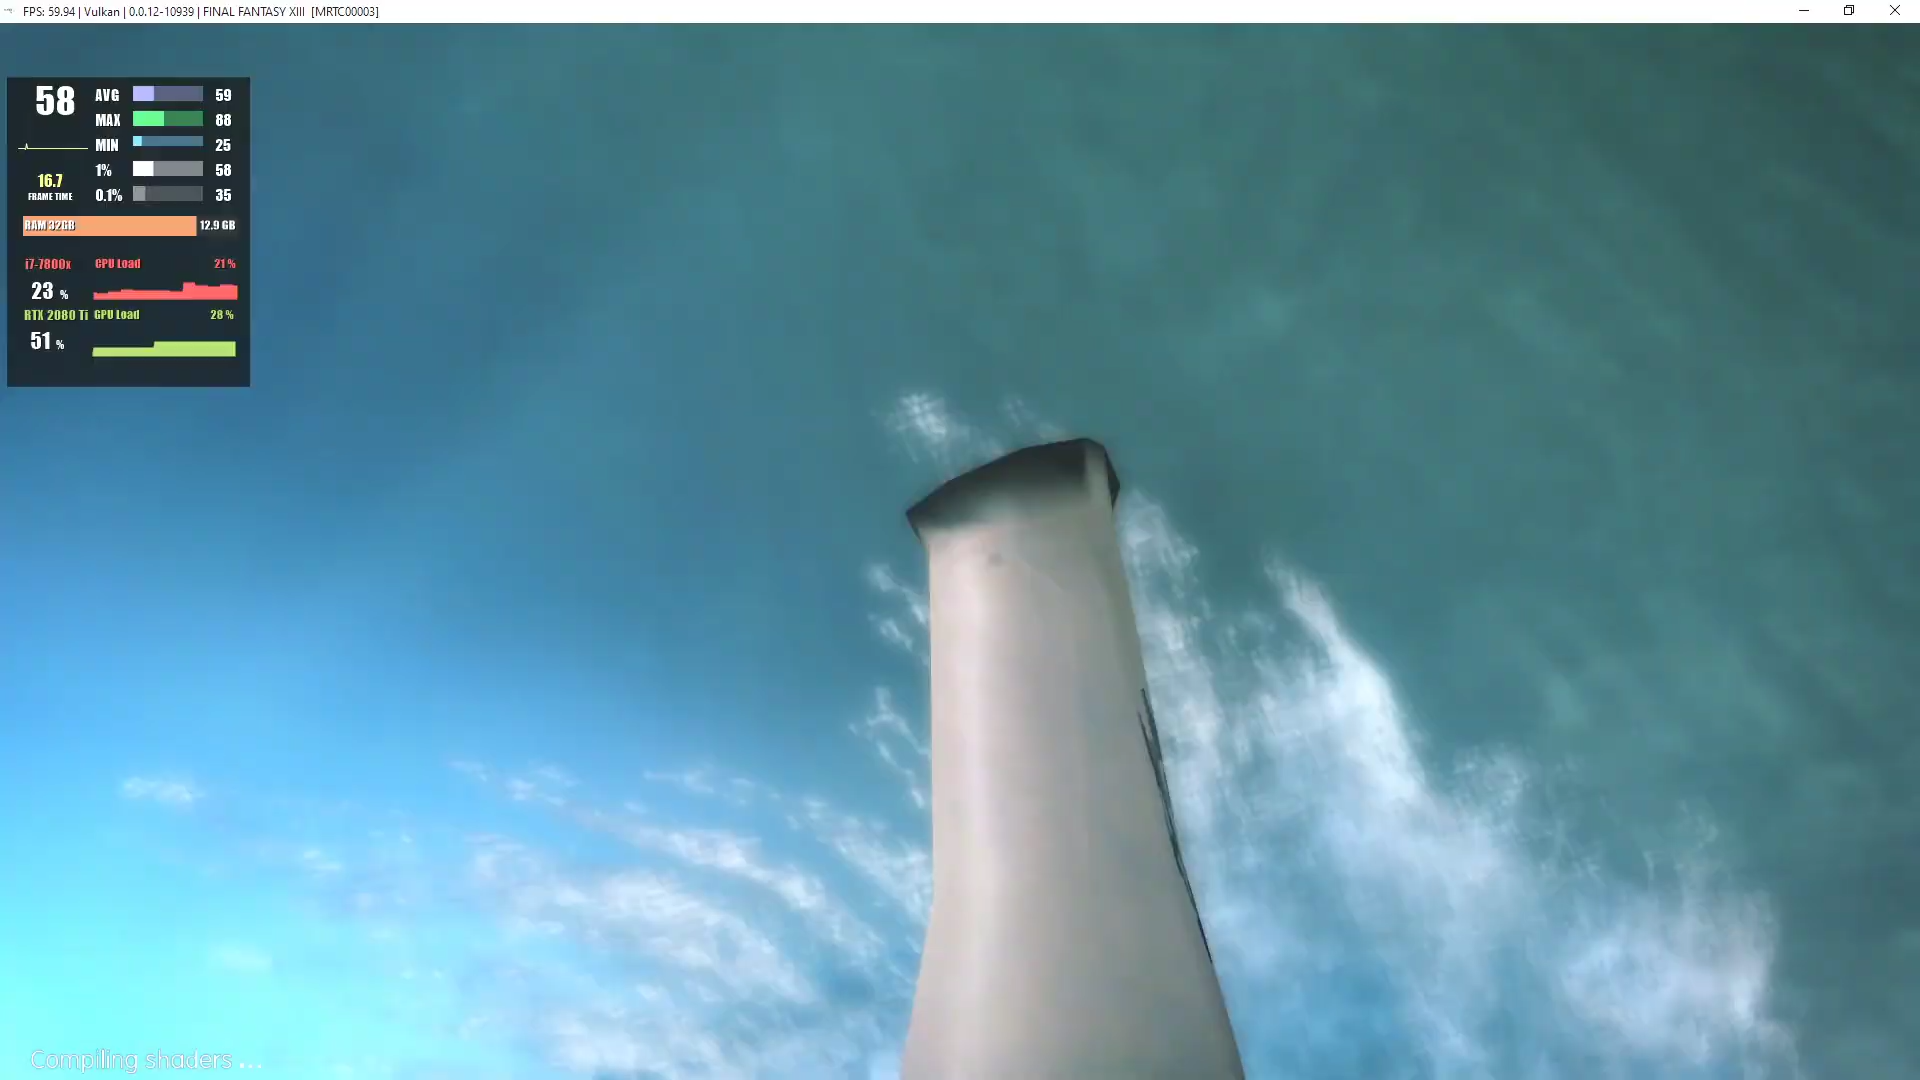 FPS: 59.94 | Vulkan | 0.0.12-10939 | FINAL FANTASY XIII [MRTC00003]
58
AVG 59
MAX 88
MIN 25
16.7
FRAME TIME
1% 58
0.1% 35
RAM 32GB 12.9 GB
i7-7800x CPU Load 21 %
23 %
RTX 2080 Ti GPU Load 28 %
51 %
Compiling shaders ...